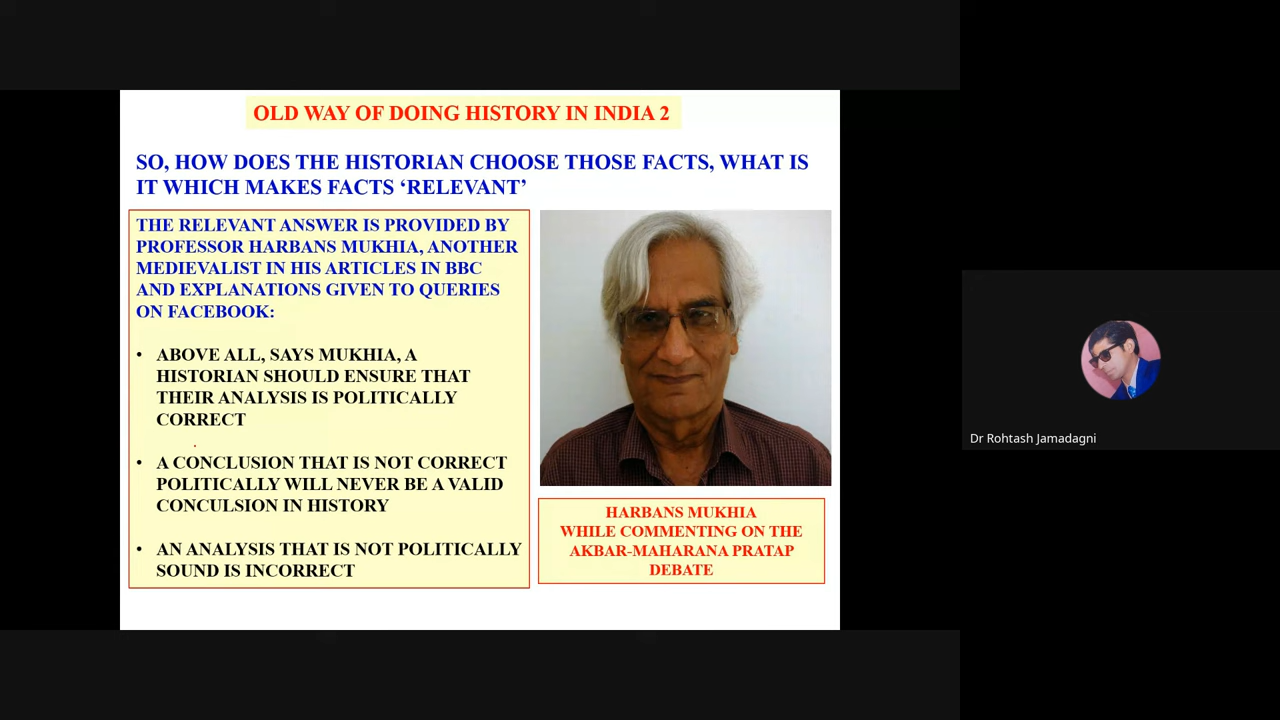 OLD WAY OF DOING HISTORY IN INDIA 2
SO, HOW DOES THE HISTORIAN CHOOSE THOSE FACTS, WHAT IS
IT WHICH MAKES FACTS ‘RELEVANT’
THE RELEVANT ANSWER IS PROVIDED BY
PROFESSOR HARBANS MUKHIA, ANOTHER
MEDIEVALIST IN HIS ARTICLES IN BBC
AND EXPLANATIONS GIVEN TO QUERIES
ON FACEBOOK:
• ABOVE ALL, SAYS MUKHIA, A
HISTORIAN SHOULD ENSURE THAT
THEIR ANALYSIS IS POLITICALLY
CORRECT
• A CONCLUSION THAT IS NOT CORRECT
POLITICALLY WILL NEVER BE A VALID
CONCULSION IN HISTORY
• AN ANALYSIS THAT IS NOT POLITICALLY
SOUND IS INCORRECT
HARBANS MUKHIA
WHILE COMMENTING ON THE
AKBAR-MAHARANA PRATAP
DEBATE
Dr Rohtash Jamadagni